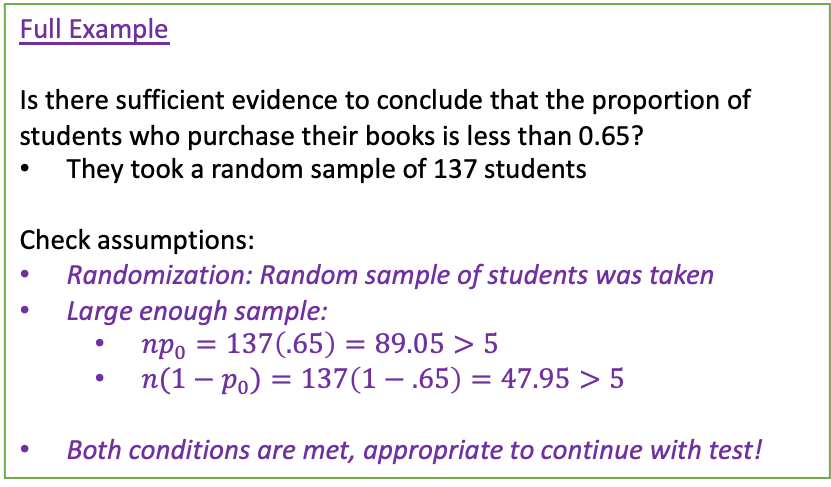 Full Example
Is there sufficient evidence to conclude that the proportion of
students who purchase their books is less than 0.65?
• They took a random sample of 137 students
Check assumptions:
• Randomization: Random sample of students was taken
• Large enough sample:
• np₀ = 137(.65) = 89.05 > 5
• n(1 − p₀) = 137(1 − .65) = 47.95 > 5
• Both conditions are met, appropriate to continue with test!